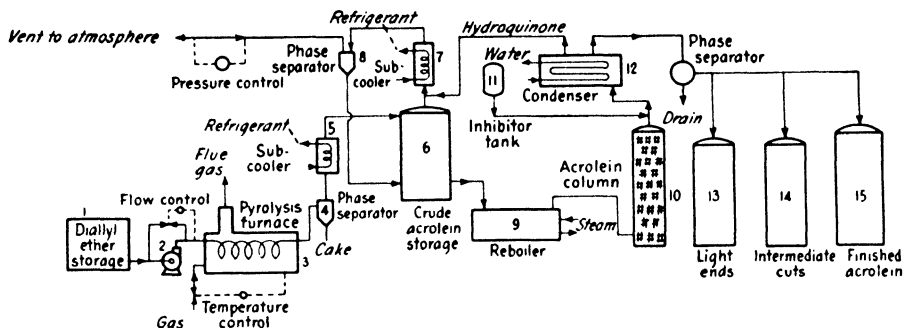 Refrigerant
Hydroquinone
Vent to atmosphere
8
Phase
separator
7
Sub-
cooler
Pressure control
Water
11
12
Condenser
Phase
separator
Drain
Inhibitor
tank
Refrigerant
5
Sub-
cooler
Flue
gas
6
Acrolein
column
10
13
14
15
Flow control
Pyrolysis
furnace
4
Phase
separator
Cake
Crude
acrolein
storage
9
Reboiler
Steam
1
Diallyl
ether
storage
2
3
Temperature
control
Gas
Light
ends
Intermediate
cuts
Finished
acrolein